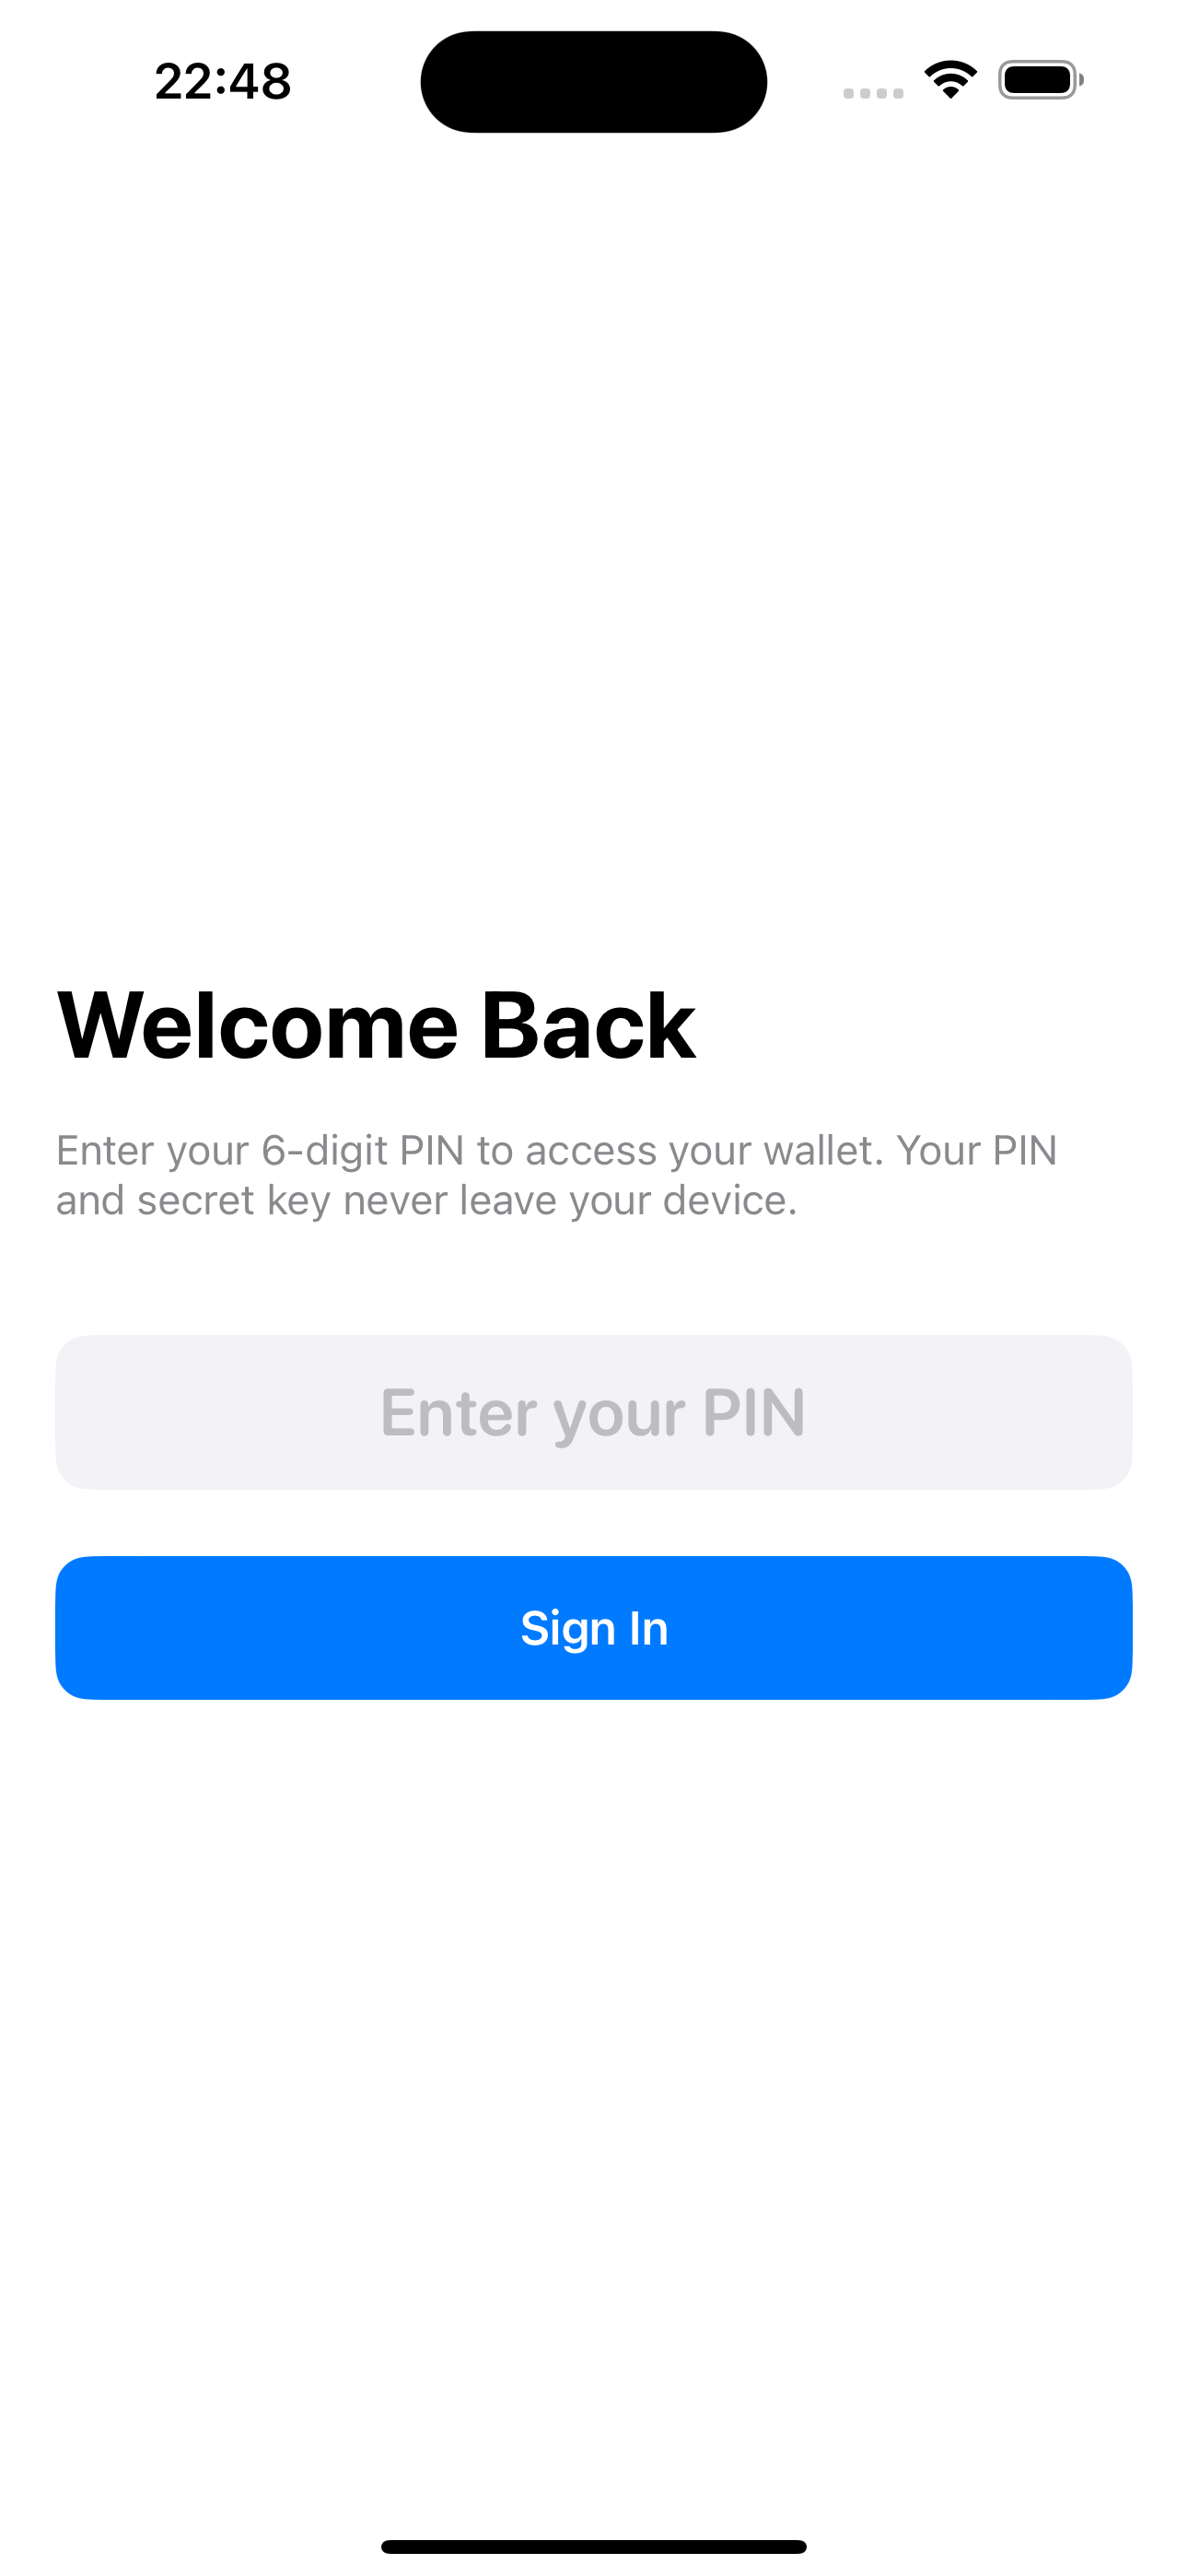 22:48
Welcome Back
Enter your 6-digit PIN to access your wallet. Your PIN
and secret key never leave your device.
Enter your PIN
Sign In